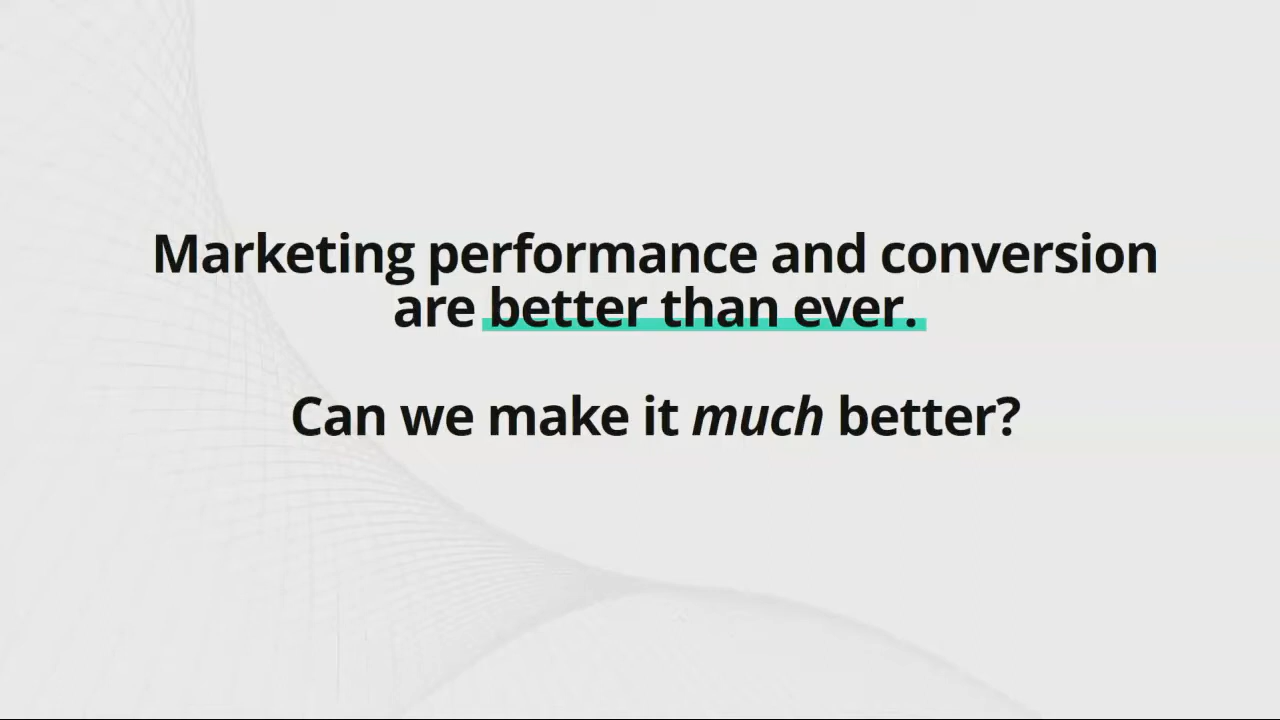 Marketing performance and conversion
are better than ever.
Can we make it much better?